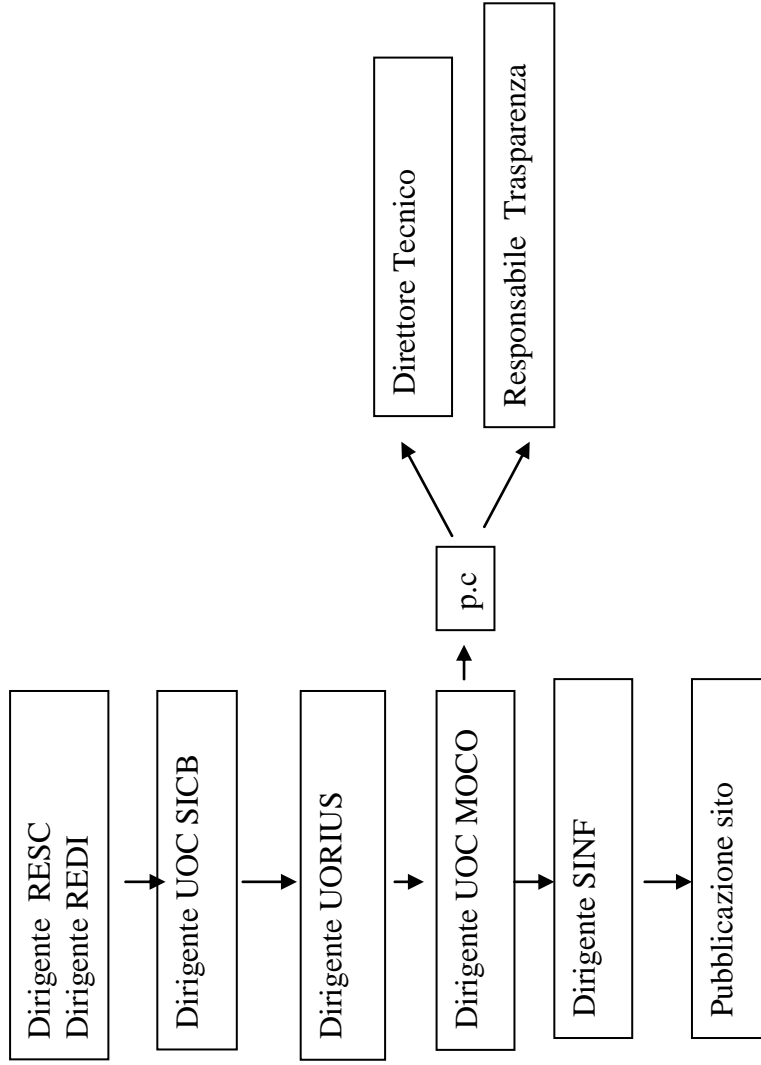 Dirigente RESC
Dirigente REDI
Dirigente UOC SICB
Dirigente UORIUS
Dirigente UOC MOCO
p.c
Direttore Tecnico
Responsabile Trasparenza
Dirigente SINF
Pubblicazione sito